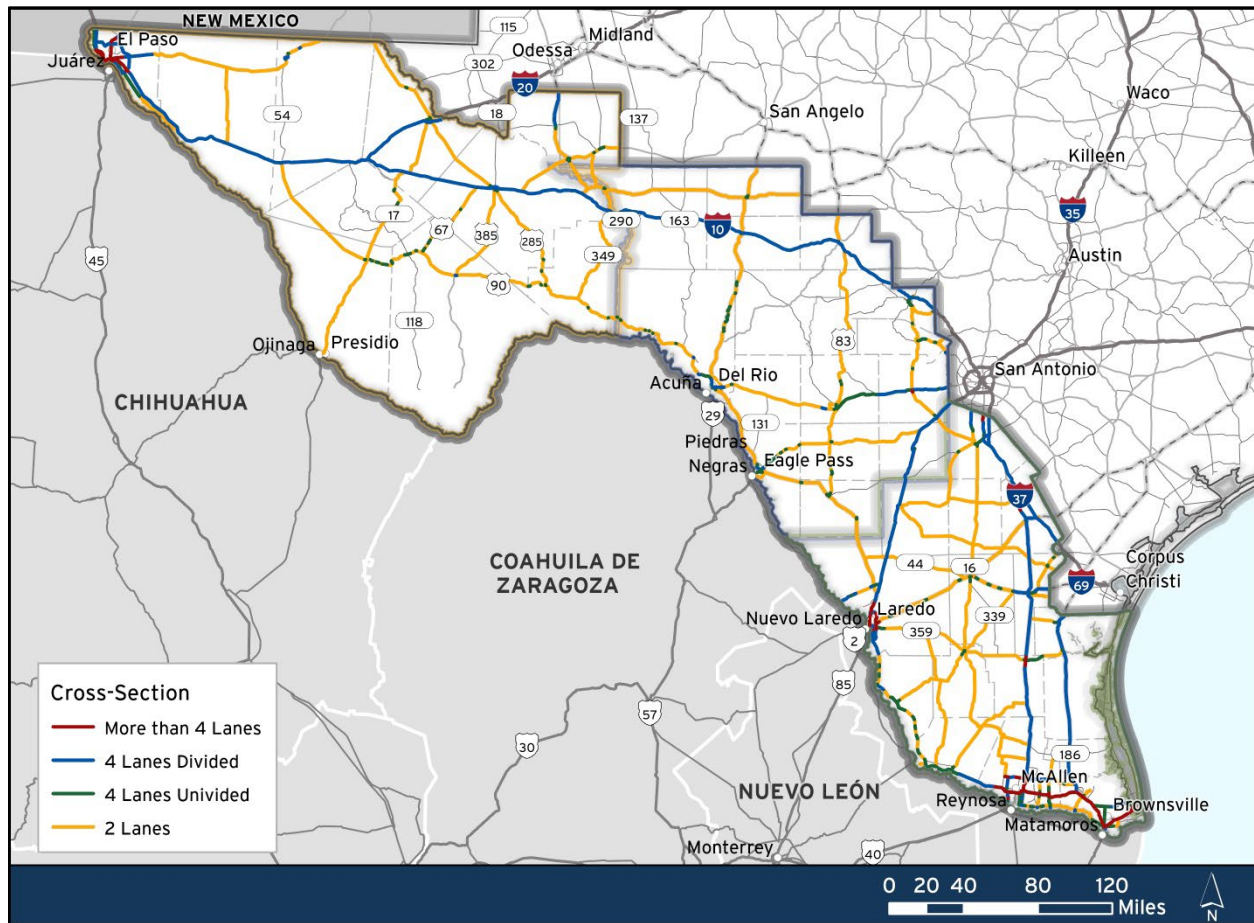 NEW MEXICO
El Paso
Juárez
Midland
Odessa
115
302
20
18
137
San Angelo
Waco
Killeen
35
Austin
54
17
67
385
285
290
163
10
349
90
118
45
Ojinaga
Presidio
83
CHIHUAHUA
Acuña
Del Rio
San Antonio
29
131
Piedras
Negras
Eagle Pass
37
COAHUILA DE
ZARAGOZA
44
16
Corpus
Christi
69
Nuevo Laredo
Laredo
359
339
2
85
57
30
186
McAllen
NUEVO LEÓN
Reynosa
Brownsville
Matamoros
Monterrey
40
Cross-Section
More than 4 Lanes
4 Lanes Divided
4 Lanes Univided
2 Lanes
0 20 40 80 120
Miles
N